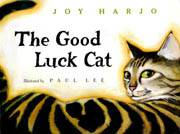 JOY HARJO
The Good
Luck Cat
Illustrated by PAUL LEE